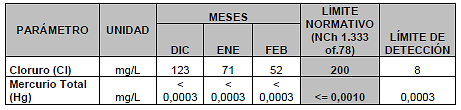 PARÁMETRO UNIDAD MESES LÍMITE NORMATIVO (NCh 1.333 of.78) LÍMITE DE DETECCIÓN
DIC ENE FEB
Cloruro (Cl) mg/L 123 71 52 200 8
Mercurio Total (Hg) mg/L < 0,0003 < 0,0003 < 0,0003 <= 0,0010 0,0003